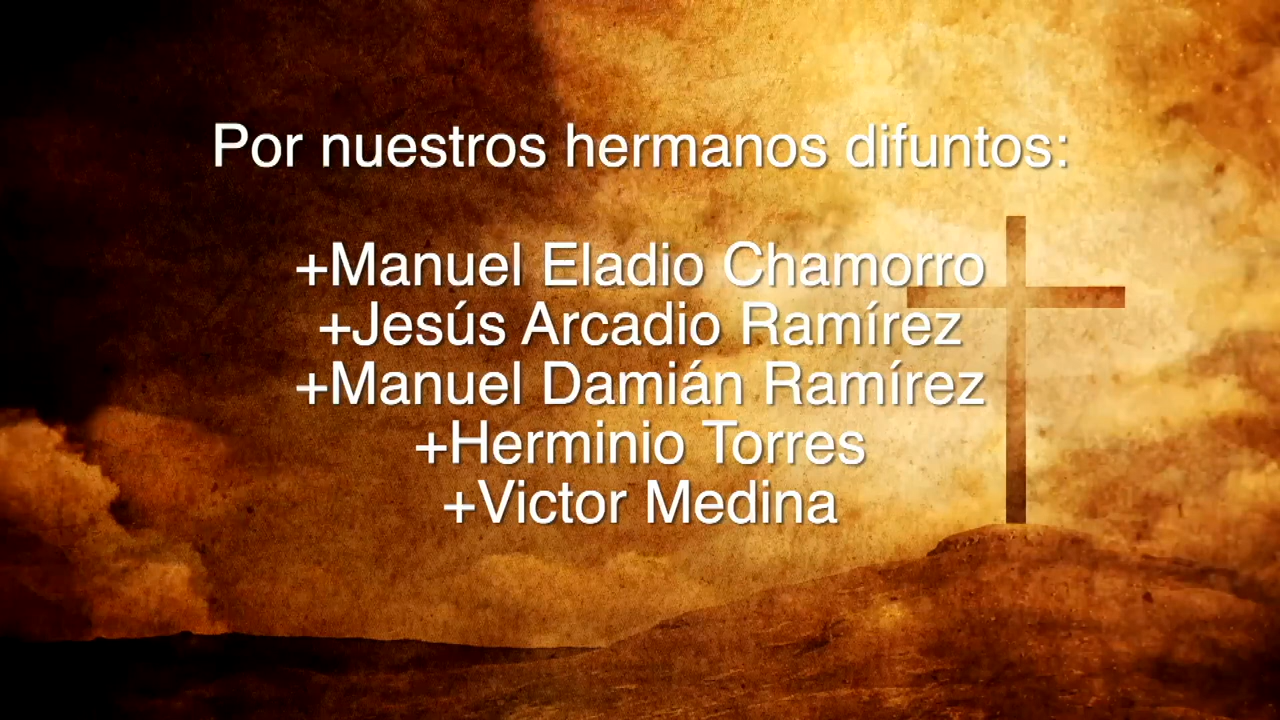 Por nuestros hermanos difuntos:
+Manuel Eladio Chamorro
+Jesús Arcadio Ramírez
+Manuel Damián Ramírez
+Herminio Torres
+Victor Medina